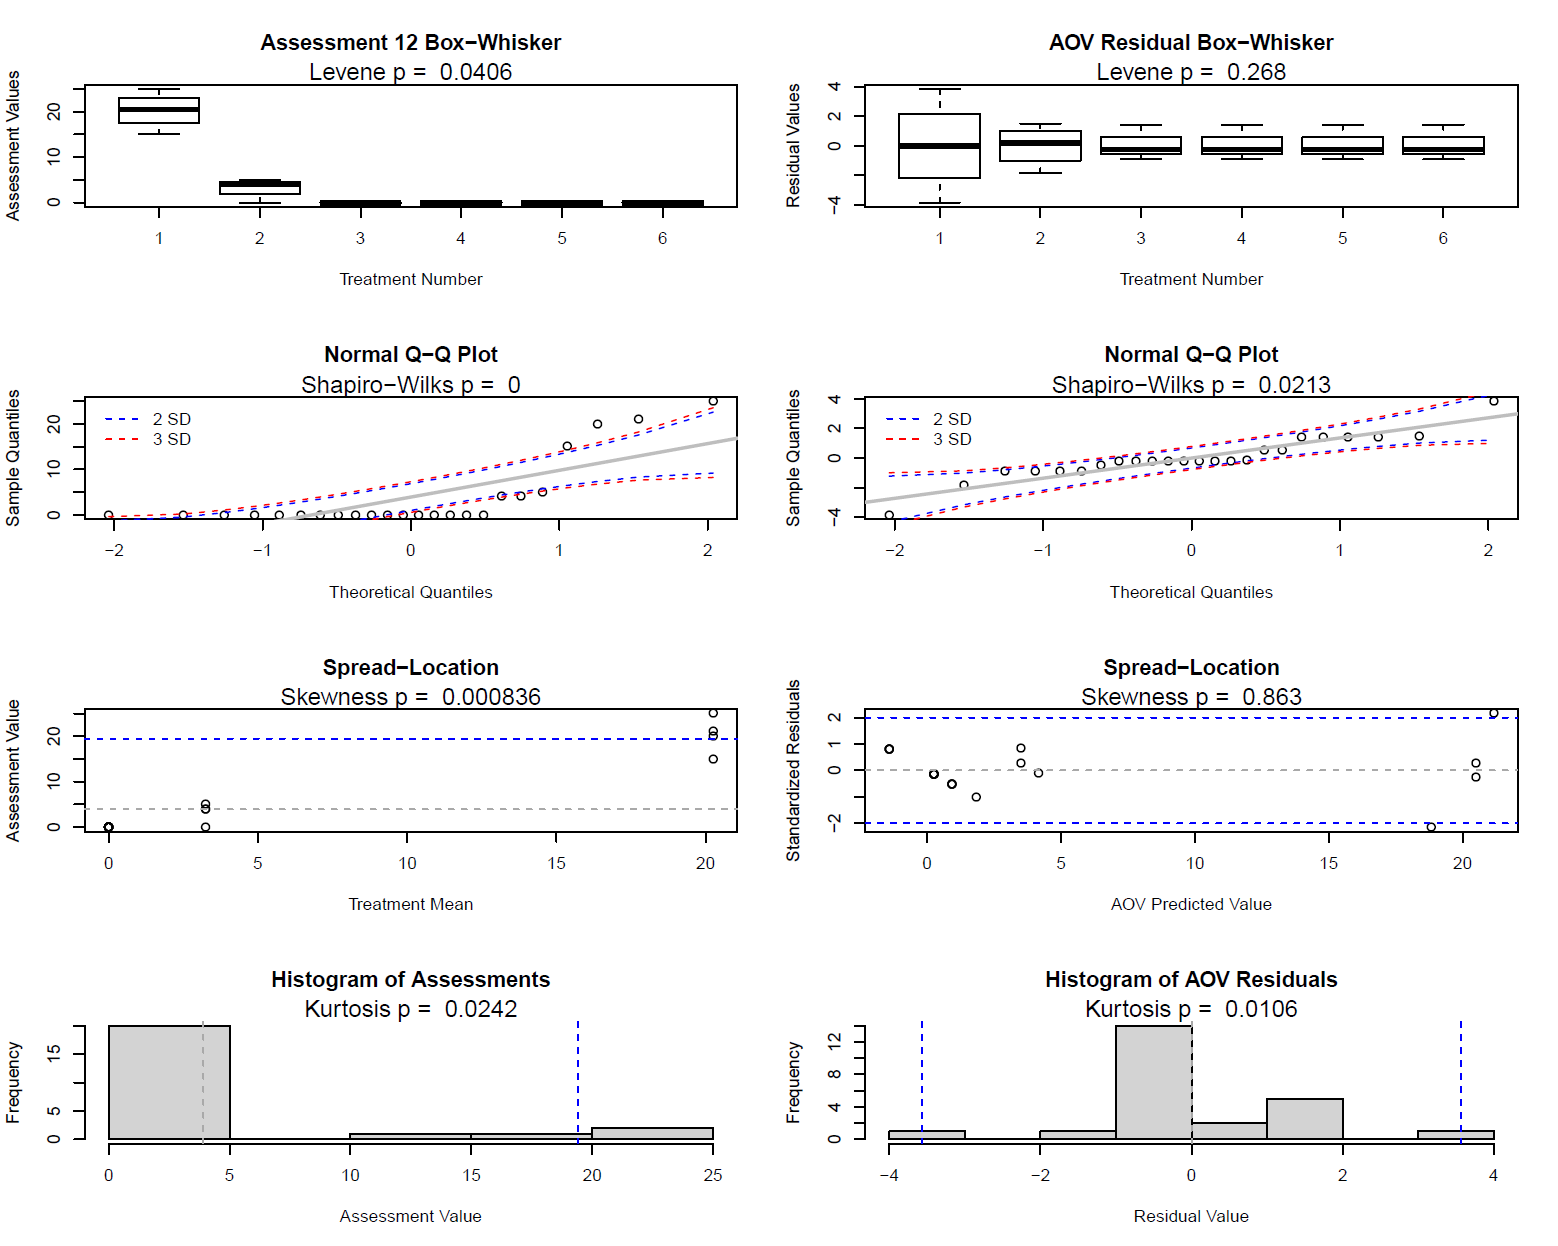 Assessment 12 Box−Whisker
Levene p =  0.0406
Assessment Values
0 10 20
1 2 3 4 5 6
Treatment Number
AOV Residual Box−Whisker
Levene p =  0.268
Residual Values
−4 0 2 4
1 2 3 4 5 6
Treatment Number
Normal Q−Q Plot
Shapiro−Wilks p =  0
Sample Quantiles
0 10 20
2 SD
3 SD
−2 −1 0 1 2
Theoretical Quantiles
Normal Q−Q Plot
Shapiro−Wilks p =  0.0213
Sample Quantiles
−4 0 2 4
2 SD
3 SD
−2 −1 0 1 2
Theoretical Quantiles
Spread−Location
Skewness p =  0.000836
Assessment Value
0 10 20
0 5 10 15 20
Treatment Mean
Spread−Location
Skewness p =  0.863
Standardized Residuals
−2 0 1 2
0 5 10 15 20
AOV Predicted Value
Histogram of Assessments
Kurtosis p =  0.0242
Frequency
0 5 15
0 5 10 15 20 25
Assessment Value
Histogram of AOV Residuals
Kurtosis p =  0.0106
Frequency
0 4 8 12
−4 −2 0 2 4
Residual Value